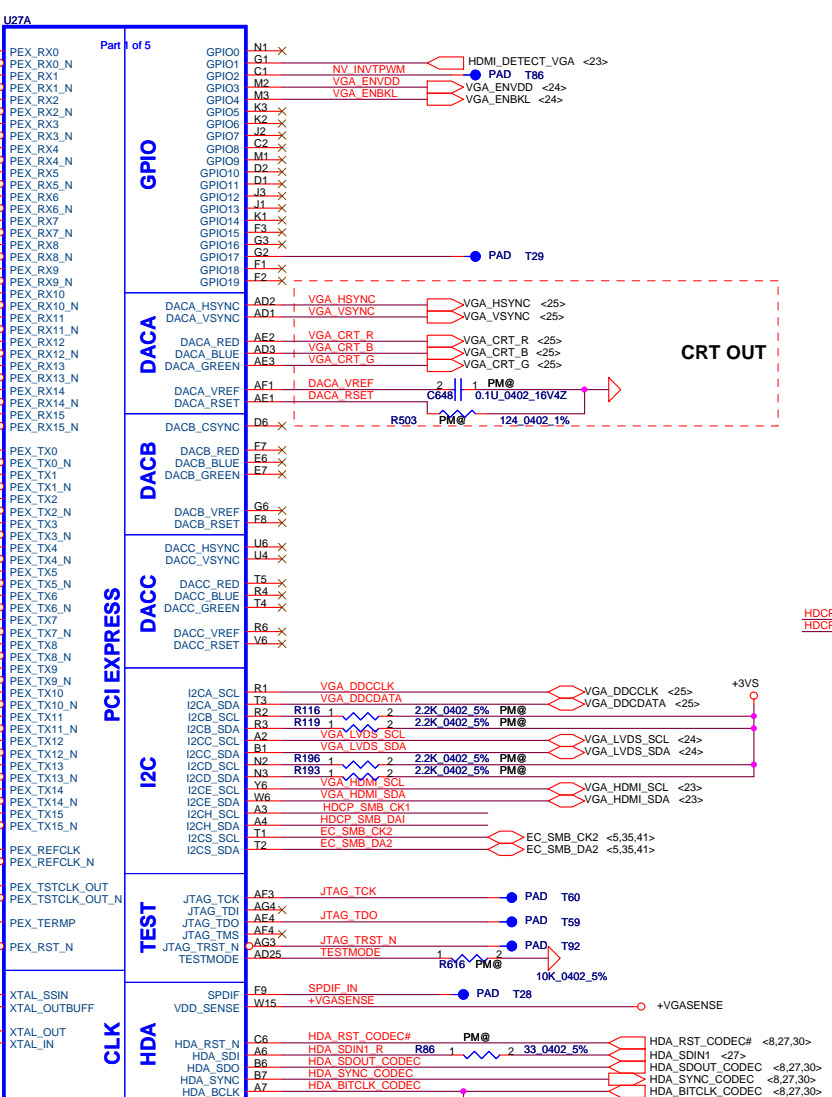 U27A
Part 1 of 5
PEX_RX0
PEX_RX0_N
PEX_RX1
PEX_RX1_N
PEX_RX2
PEX_RX2_N
PEX_RX3
PEX_RX3_N
PEX_RX4
PEX_RX4_N
PEX_RX5
PEX_RX5_N
PEX_RX6
PEX_RX6_N
PEX_RX7
PEX_RX7_N
PEX_RX8
PEX_RX8_N
PEX_RX9
PEX_RX9_N
PEX_RX10
PEX_RX10_N
PEX_RX11
PEX_RX11_N
PEX_RX12
PEX_RX12_N
PEX_RX13
PEX_RX13_N
PEX_RX14
PEX_RX14_N
PEX_RX15
PEX_RX15_N
PEX_TX0
PEX_TX0_N
PEX_TX1
PEX_TX1_N
PEX_TX2
PEX_TX2_N
PEX_TX3
PEX_TX3_N
PEX_TX4
PEX_TX4_N
PEX_TX5
PEX_TX5_N
PEX_TX6
PEX_TX6_N
PEX_TX7
PEX_TX7_N
PEX_TX8
PEX_TX8_N
PEX_TX9
PEX_TX9_N
PEX_TX10
PEX_TX10_N
PEX_TX11
PEX_TX11_N
PEX_TX12
PEX_TX12_N
PEX_TX13
PEX_TX13_N
PEX_TX14
PEX_TX14_N
PEX_TX15
PEX_TX15_N
PEX_REFCLK
PEX_REFCLK_N
PEX_TSTCLK_OUT
PEX_TSTCLK_OUT_N
PEX_TERMP
PEX_RST_N
XTAL_SSIN
XTAL_OUTBUFF
XTAL_OUT
XTAL_IN
PCI EXPRESS
CLK
GPIO
GPIO0 N1
GPIO1 G1 HDMI_DETECT_VGA <23>
GPIO2 C1 NV_INVTPWM PAD T86
GPIO3 M2 VGA_ENVDD VGA_ENVDD <24>
GPIO4 M3 VGA_ENBKL VGA_ENBKL <24>
GPIO5 K3
GPIO6 K2
GPIO7 J2
GPIO8 C2
GPIO9 M1
GPIO10 D2
GPIO11 D1
GPIO12 J3
GPIO13 J1
GPIO14 K1
GPIO15 F3
GPIO16 G3
GPIO17 G2 PAD T29
GPIO18 F1
GPIO19 F2
DACA
DACA_HSYNC AD2 VGA_HSYNC VGA_HSYNC <25>
DACA_VSYNC AD1 VGA_VSYNC VGA_VSYNC <25>
DACA_RED AE2 VGA_CRT_R VGA_CRT_R <25>
DACA_BLUE AD3 VGA_CRT_B VGA_CRT_B <25>
DACA_GREEN AE3 VGA_CRT_G VGA_CRT_G <25>
CRT OUT
DACA_VREF AF1 DACA_VREF 2 1 PM@
C648 0.1U_0402_16V4Z
DACA_RSET AE1 DACA_RSET
R503 PM@ 124_0402_1%
DACB
DACB_CSYNC D6
DACB_RED F7
DACB_BLUE E6
DACB_GREEN E7
DACB_VREF G6
DACB_RSET F8
DACC
DACC_HSYNC U6
DACC_VSYNC U4
DACC_RED T5
DACC_BLUE R4
DACC_GREEN T4
DACC_VREF R6
DACC_RSET V6
HDCP
HDCP
I2C
+3VS
I2CA_SCL R1 VGA_DDCCLK VGA_DDCCLK <25>
I2CA_SDA T3 VGA_DDCDATA VGA_DDCDATA <25>
I2CB_SCL R2 R116 1 2 2.2K_0402_5% PM@
I2CB_SDA R3 R119 1 2 2.2K_0402_5% PM@
I2CC_SCL A2 VGA_LVDS_SCL VGA_LVDS_SCL <24>
I2CC_SDA B1 VGA_LVDS_SDA VGA_LVDS_SDA <24>
I2CD_SCL N2 R196 1 2 2.2K_0402_5% PM@
I2CD_SDA N3 R193 1 2 2.2K_0402_5% PM@
I2CE_SCL Y6 VGA_HDMI_SCL VGA_HDMI_SCL <23>
I2CE_SDA W6 VGA_HDMI_SDA VGA_HDMI_SDA <23>
I2CH_SCL A3 HDCP_SMB_CK1
I2CH_SDA A4 HDCP_SMB_DAI
I2CS_SCL T1 EC_SMB_CK2 EC_SMB_CK2 <5,35,41>
I2CS_SDA T2 EC_SMB_DA2 EC_SMB_DA2 <5,35,41>
TEST
JTAG_TCK AF3 JTAG_TCK PAD T60
JTAG_TDI AG4
JTAG_TDO AE4 JTAG_TDO PAD T59
JTAG_TMS AF4
JTAG_TRST_N AG3 JTAG_TRST_N PAD T92
TESTMODE AD25 TESTMODE 1 2
R616 PM@
10K_0402_5%
SPDIF F9 SPDIF_IN PAD T28
VDD_SENSE W15 +VGASENSE +VGASENSE
HDA
HDA_RST_N C6 HDA_RST_CODEC# PM@ HDA_RST_CODEC# <8,27,30>
HDA_SDI A6 HDA_SDIN1_R R86 1 2 33_0402_5% HDA_SDIN1 <27>
HDA_SDO B6 HDA_SDOUT_CODEC HDA_SDOUT_CODEC <8,27,30>
HDA_SYNC B7 HDA_SYNC_CODEC HDA_SYNC_CODEC <8,27,30>
HDA_BCLK A7 HDA_BITCLK_CODEC HDA_BITCLK_CODEC <8,27,30>